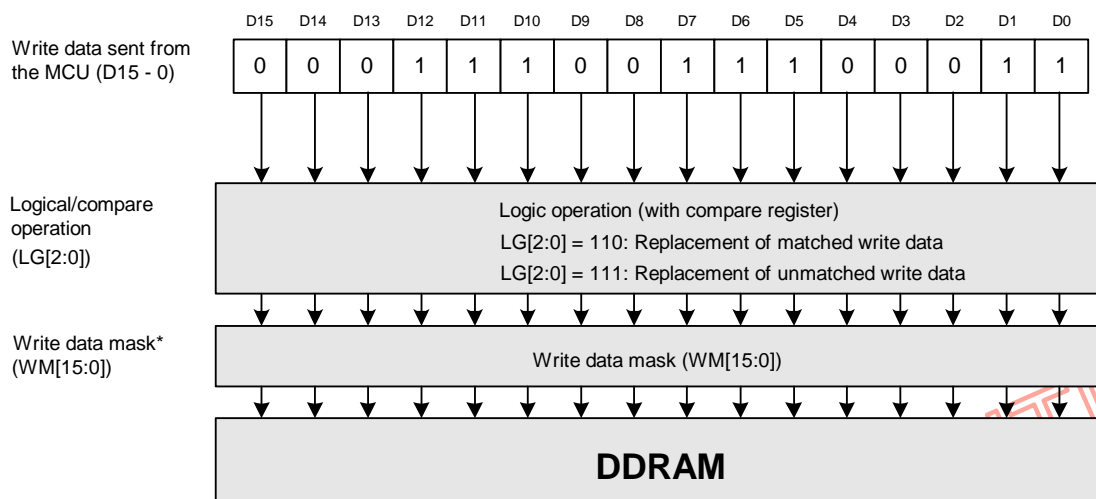 D15 D14 D13 D12 D11 D10 D9 D8 D7 D6 D5 D4 D3 D2 D1 D0
Write data sent from
the MCU (D15 - 0)
0 0 0 1 1 1 0 0 1 1 1 0 0 0 1 1
Logical/compare
operation
(LG[2:0])
Logic operation (with compare register)
LG[2:0] = 110: Replacement of matched write data
LG[2:0] = 111: Replacement of unmatched write data
Write data mask*
(WM[15:0])
Write data mask (WM[15:0])
DDRAM